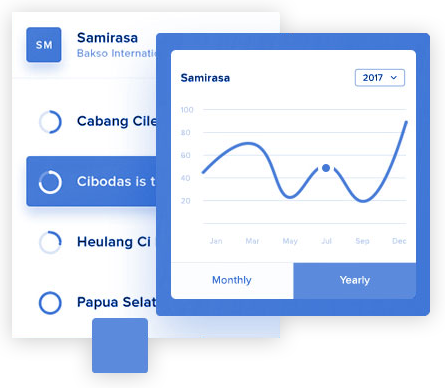 SM
Samirasa
Bakso Internati
Cabang Cile
Cibodas is t
Heulang Ci
Papua Selat
Samirasa
2017
100
80
60
40
20
Jan Mar May Jul Sep Dec
Monthly Yearly